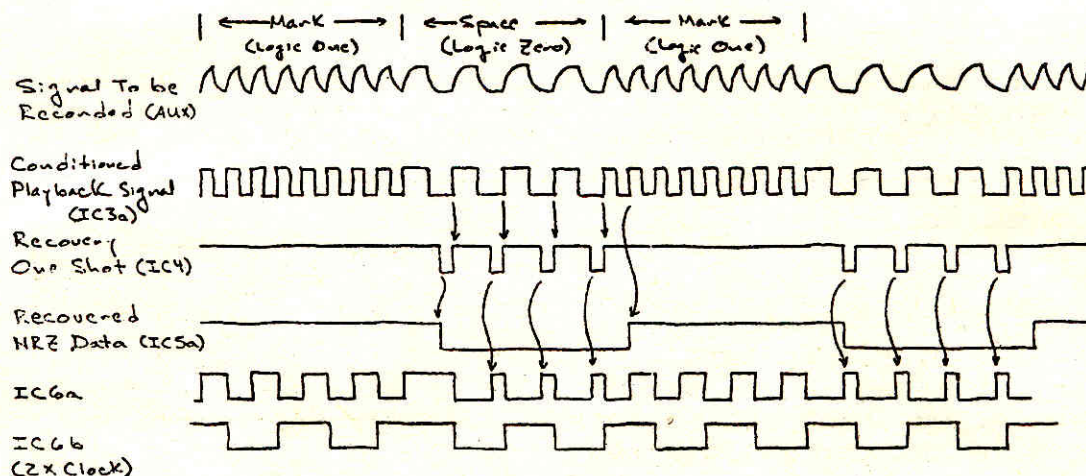 Mark Space Mark
(Logic One) (Logic Zero) (Logic One)
Signal To be
Recorded (AUX)
Conditioned
Playback Signal
(IC3a)
Recovery
One Shot (IC4)
Recovered
NRZ Data (IC5a)
IC6a
IC6b
(2x Clock)